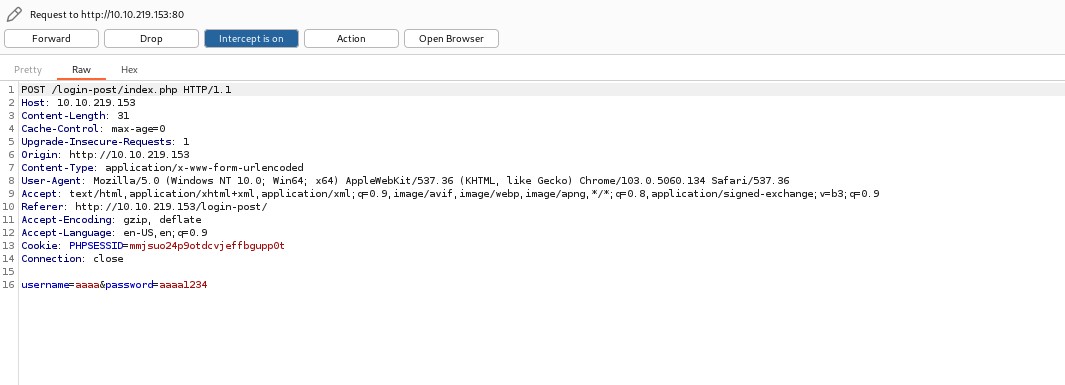 Request to http://10.10.219.153:80
Forward Drop Intercept is on Action Open Browser
Pretty Raw Hex
1 POST /login-post/index.php HTTP/1.1
2 Host: 10.10.219.153
3 Content-Length: 31
4 Cache-Control: max-age=0
5 Upgrade-Insecure-Requests: 1
6 Origin: http://10.10.219.153
7 Content-Type: application/x-www-form-urlencoded
8 User-Agent: Mozilla/5.0 (Windows NT 10.0; Win64; x64) AppleWebKit/537.36 (KHTML, like Gecko) Chrome/103.0.5060.134 Safari/537.36
9 Accept: text/html,application/xhtml+xml,application/xml;q=0.9,image/avif,image/webp,image/apng,*/*;q=0.8,application/signed-exchange;v=b3;q=0.9
10 Referer: http://10.10.219.153/login-post/
11 Accept-Encoding: gzip, deflate
12 Accept-Language: en-US,en;q=0.9
13 Cookie: PHPSESSID=mmjsuo24p9otdcvjeffbgupp0t
14 Connection: close
15
16 username=aaaa&password=aaaa1234